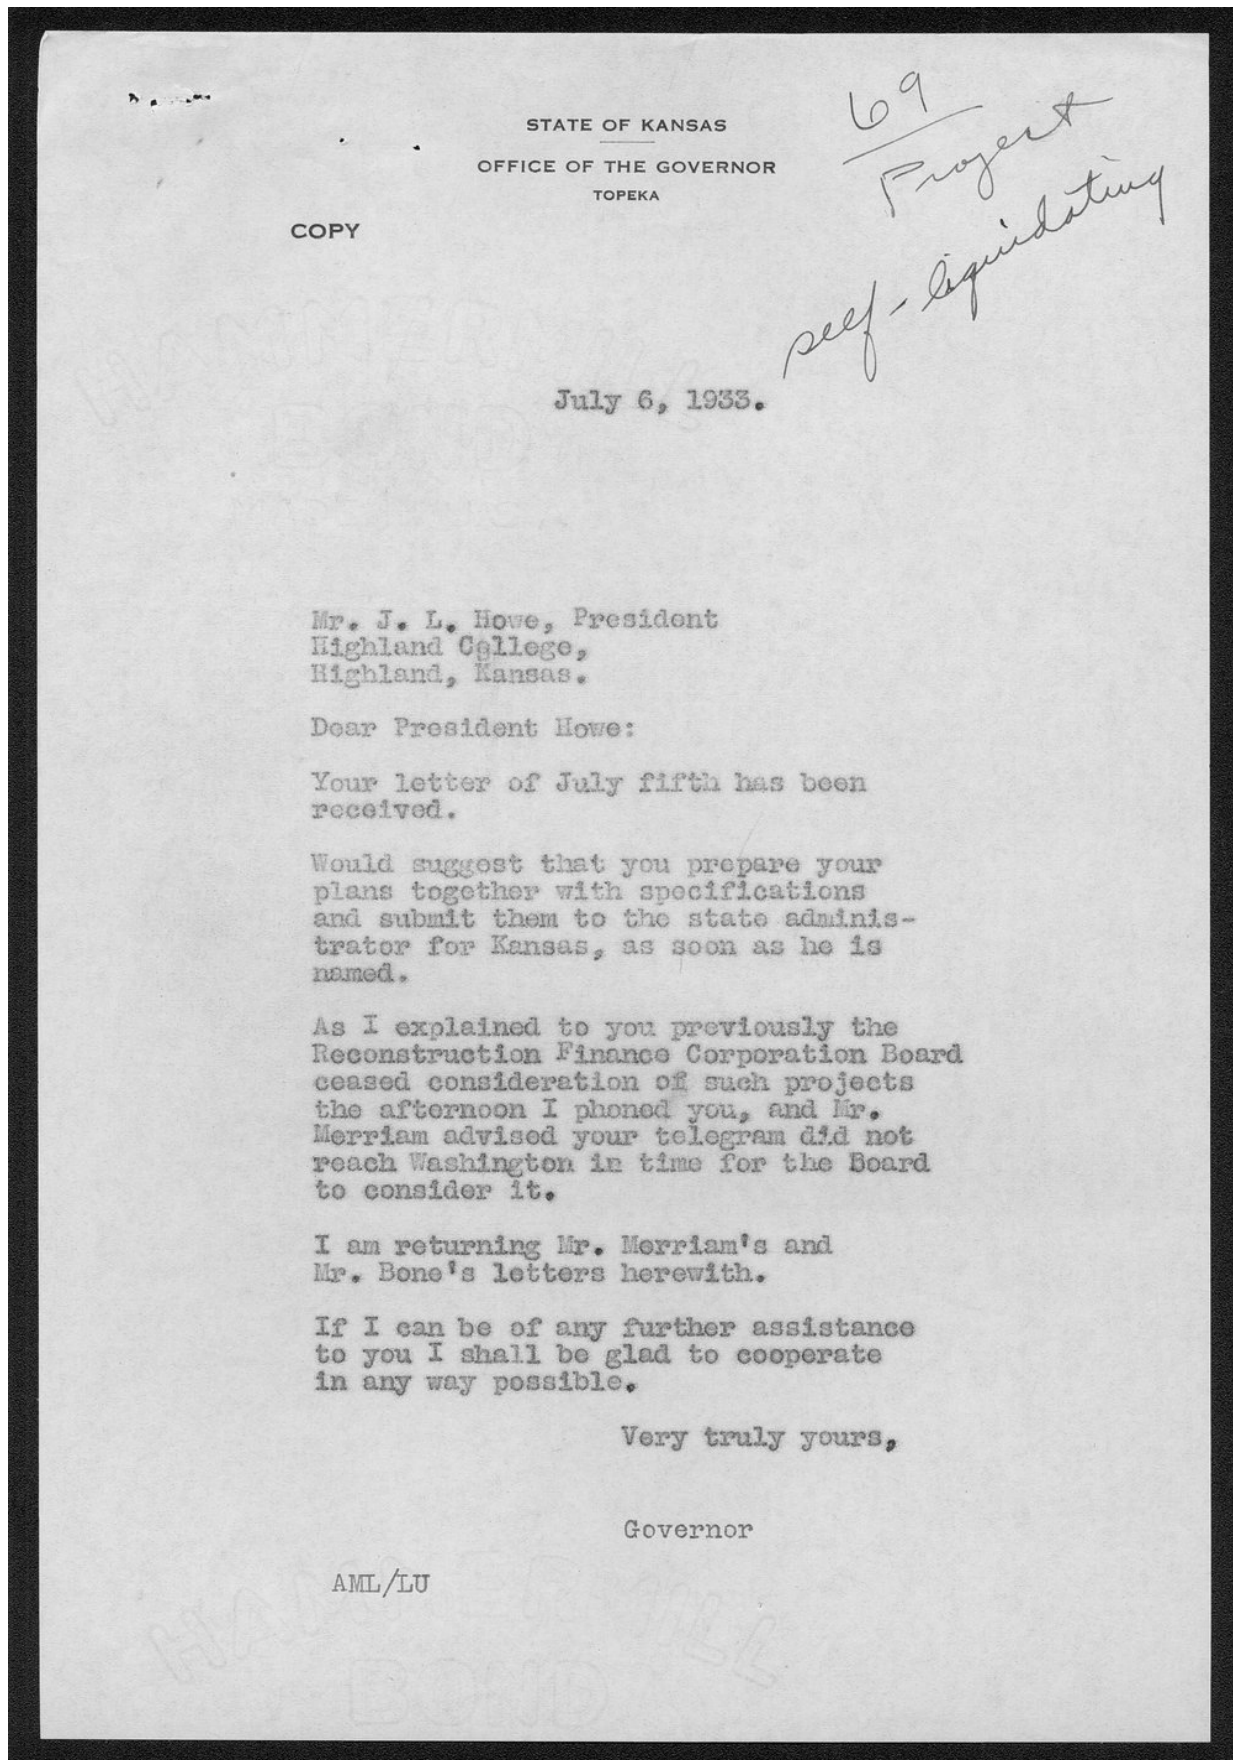 69
Project
self-liquidating
STATE OF KANSAS
OFFICE OF THE GOVERNOR
TOPEKA
COPY
July 6, 1933.
Mr. J. L. Howe, President
Highland College,
Highland, Kansas.
Dear President Howe:
Your letter of July fifth has been
received.
Would suggest that you prepare your
plans together with specifications
and submit them to the state adminis-
trator for Kansas, as soon as he is
named.
As I explained to you previously the
Reconstruction Finance Corporation Board
ceased consideration of such projects
the afternoon I phoned you, and Mr.
Merriam advised your telegram did not
reach Washington in time for the Board
to consider it.
I am returning Mr. Merriam's and
Mr. Bone's letters herewith.
If I can be of any further assistance
to you I shall be glad to cooperate
in any way possible.
Very truly yours,
Governor
AML/LU
HAMMERMILL
BOND